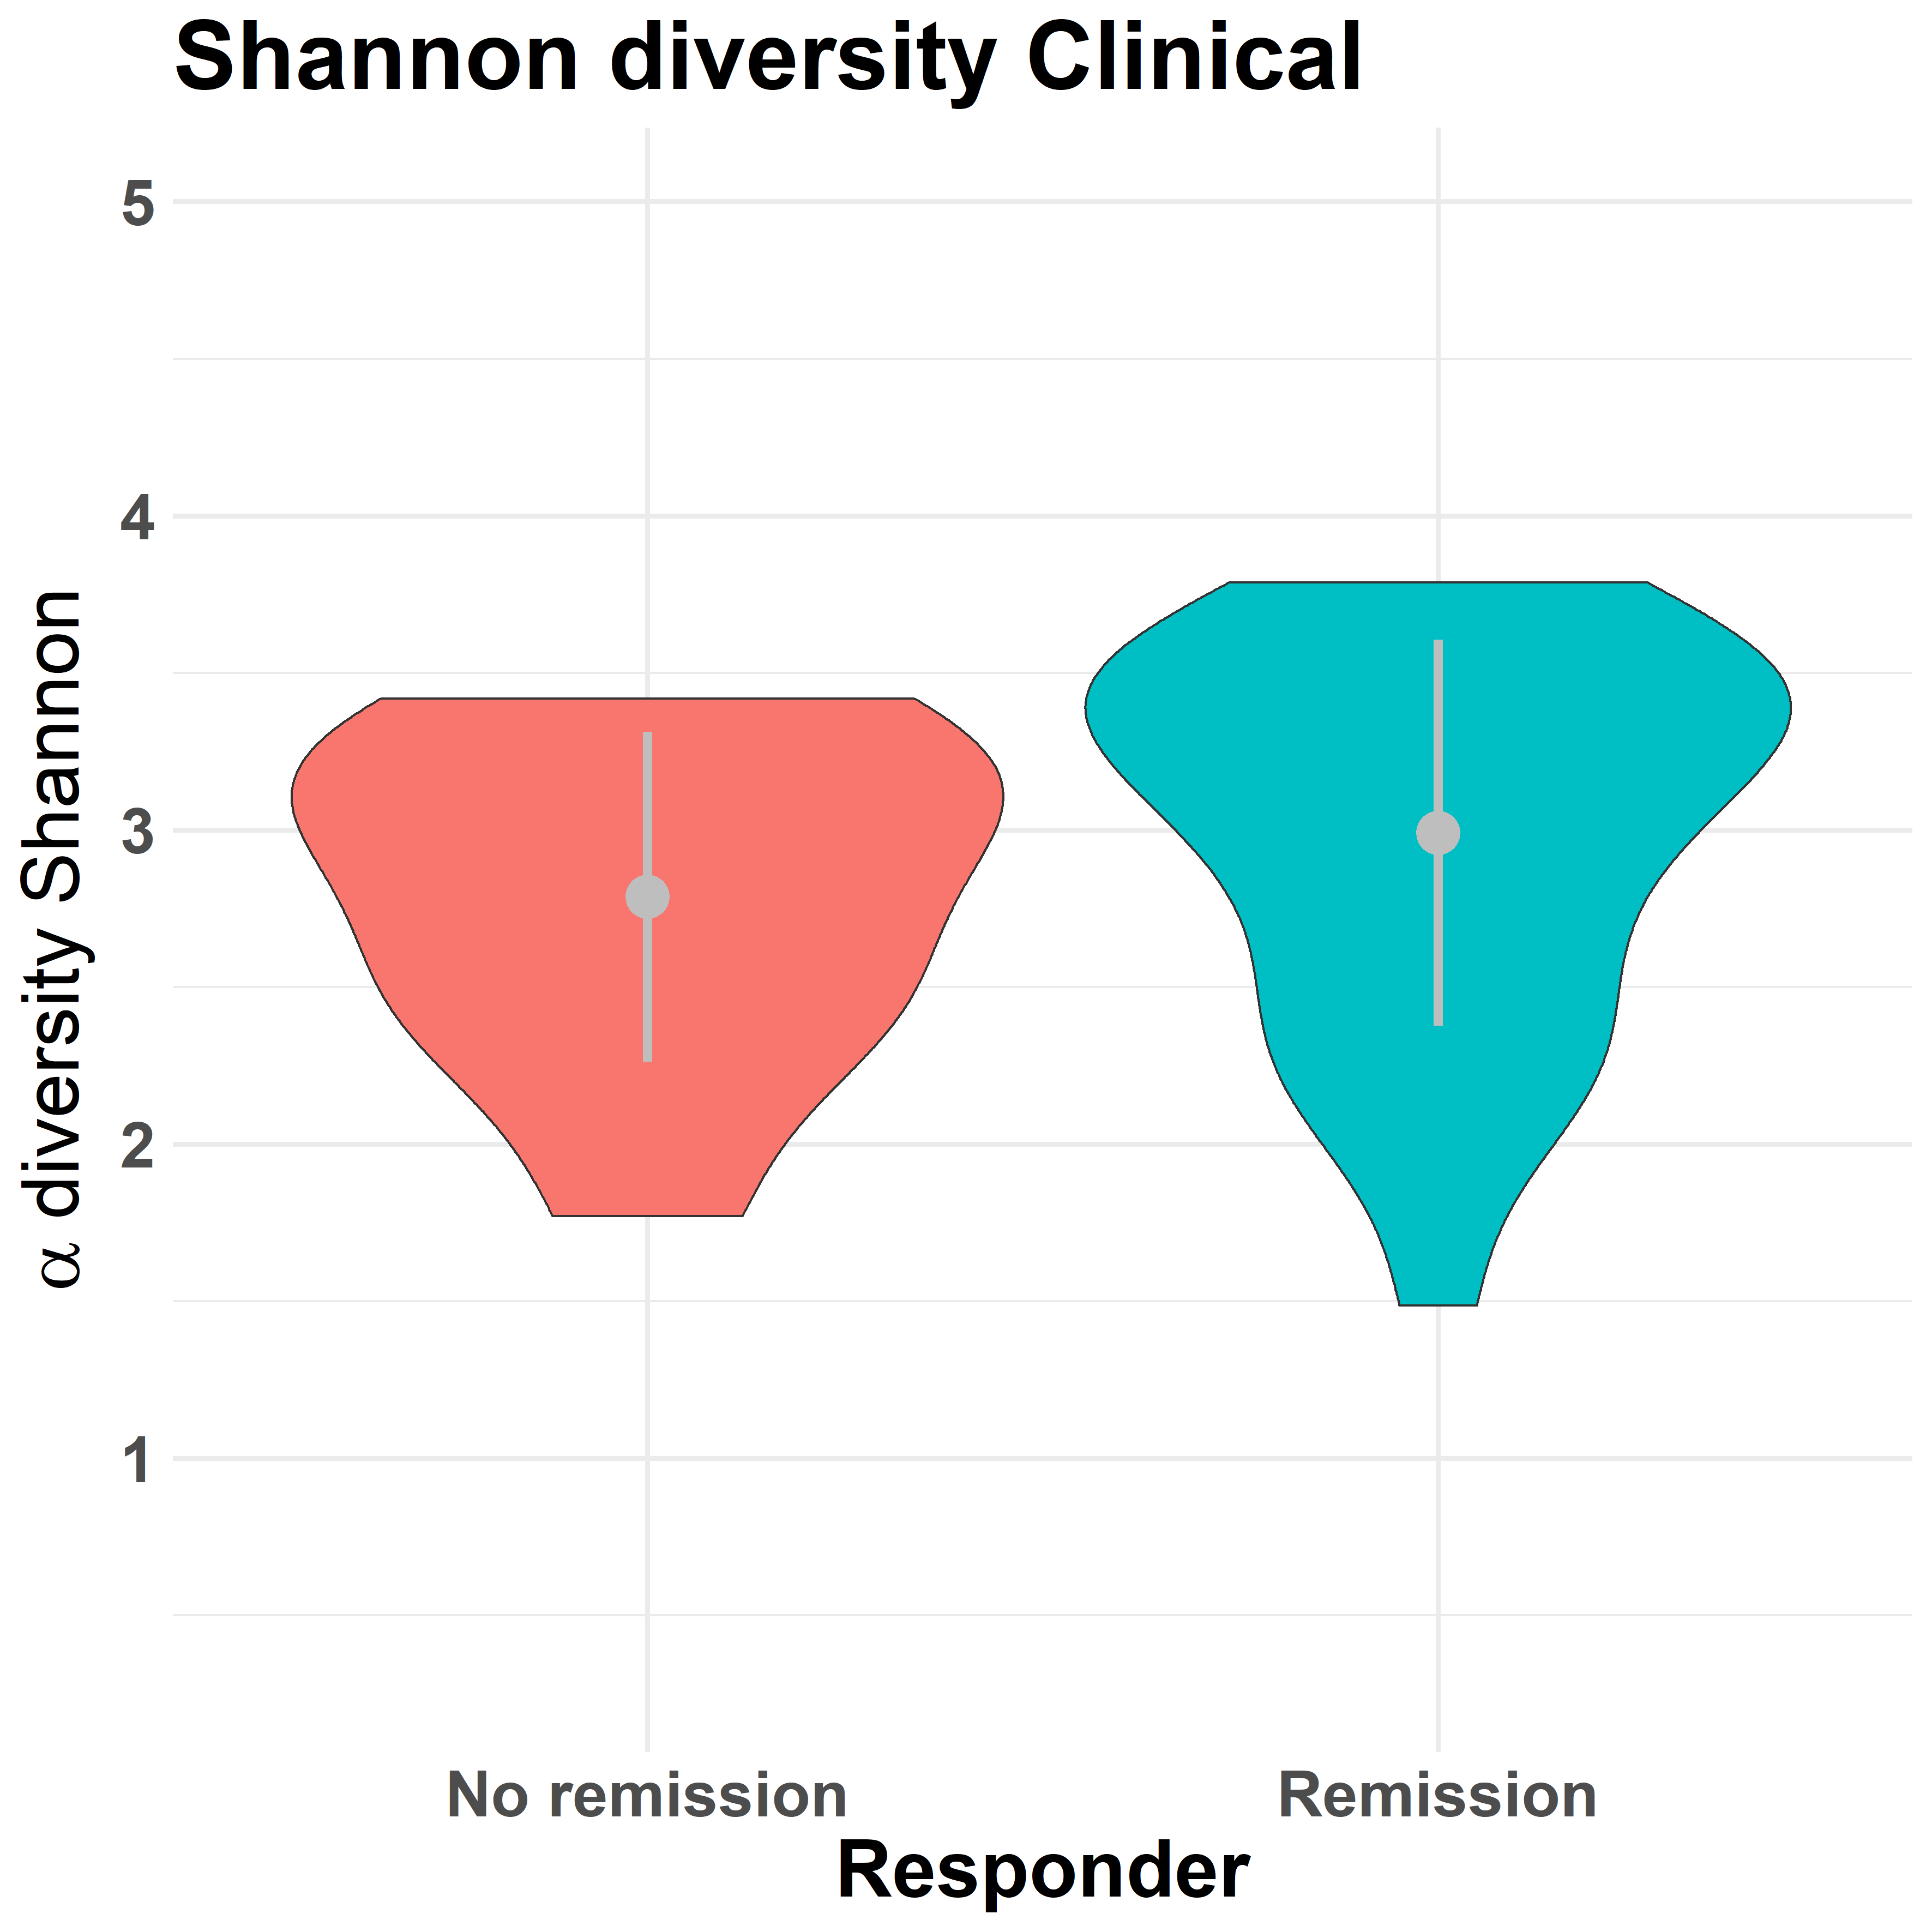 Shannon diversity Clinical
α diversity Shannon
5
4
3
2
1
No remission
Remission
Responder